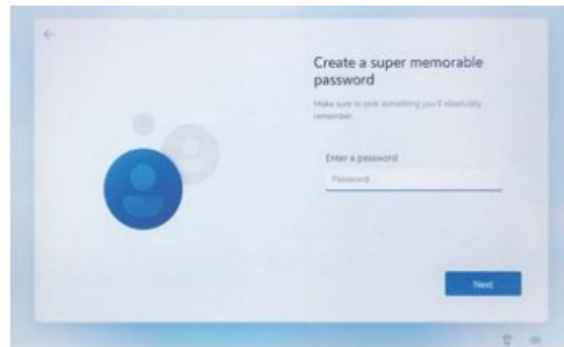 Create a super memorable
password
Make sure to pick something you'll absolutely
remember.
Enter a password
Password
Next